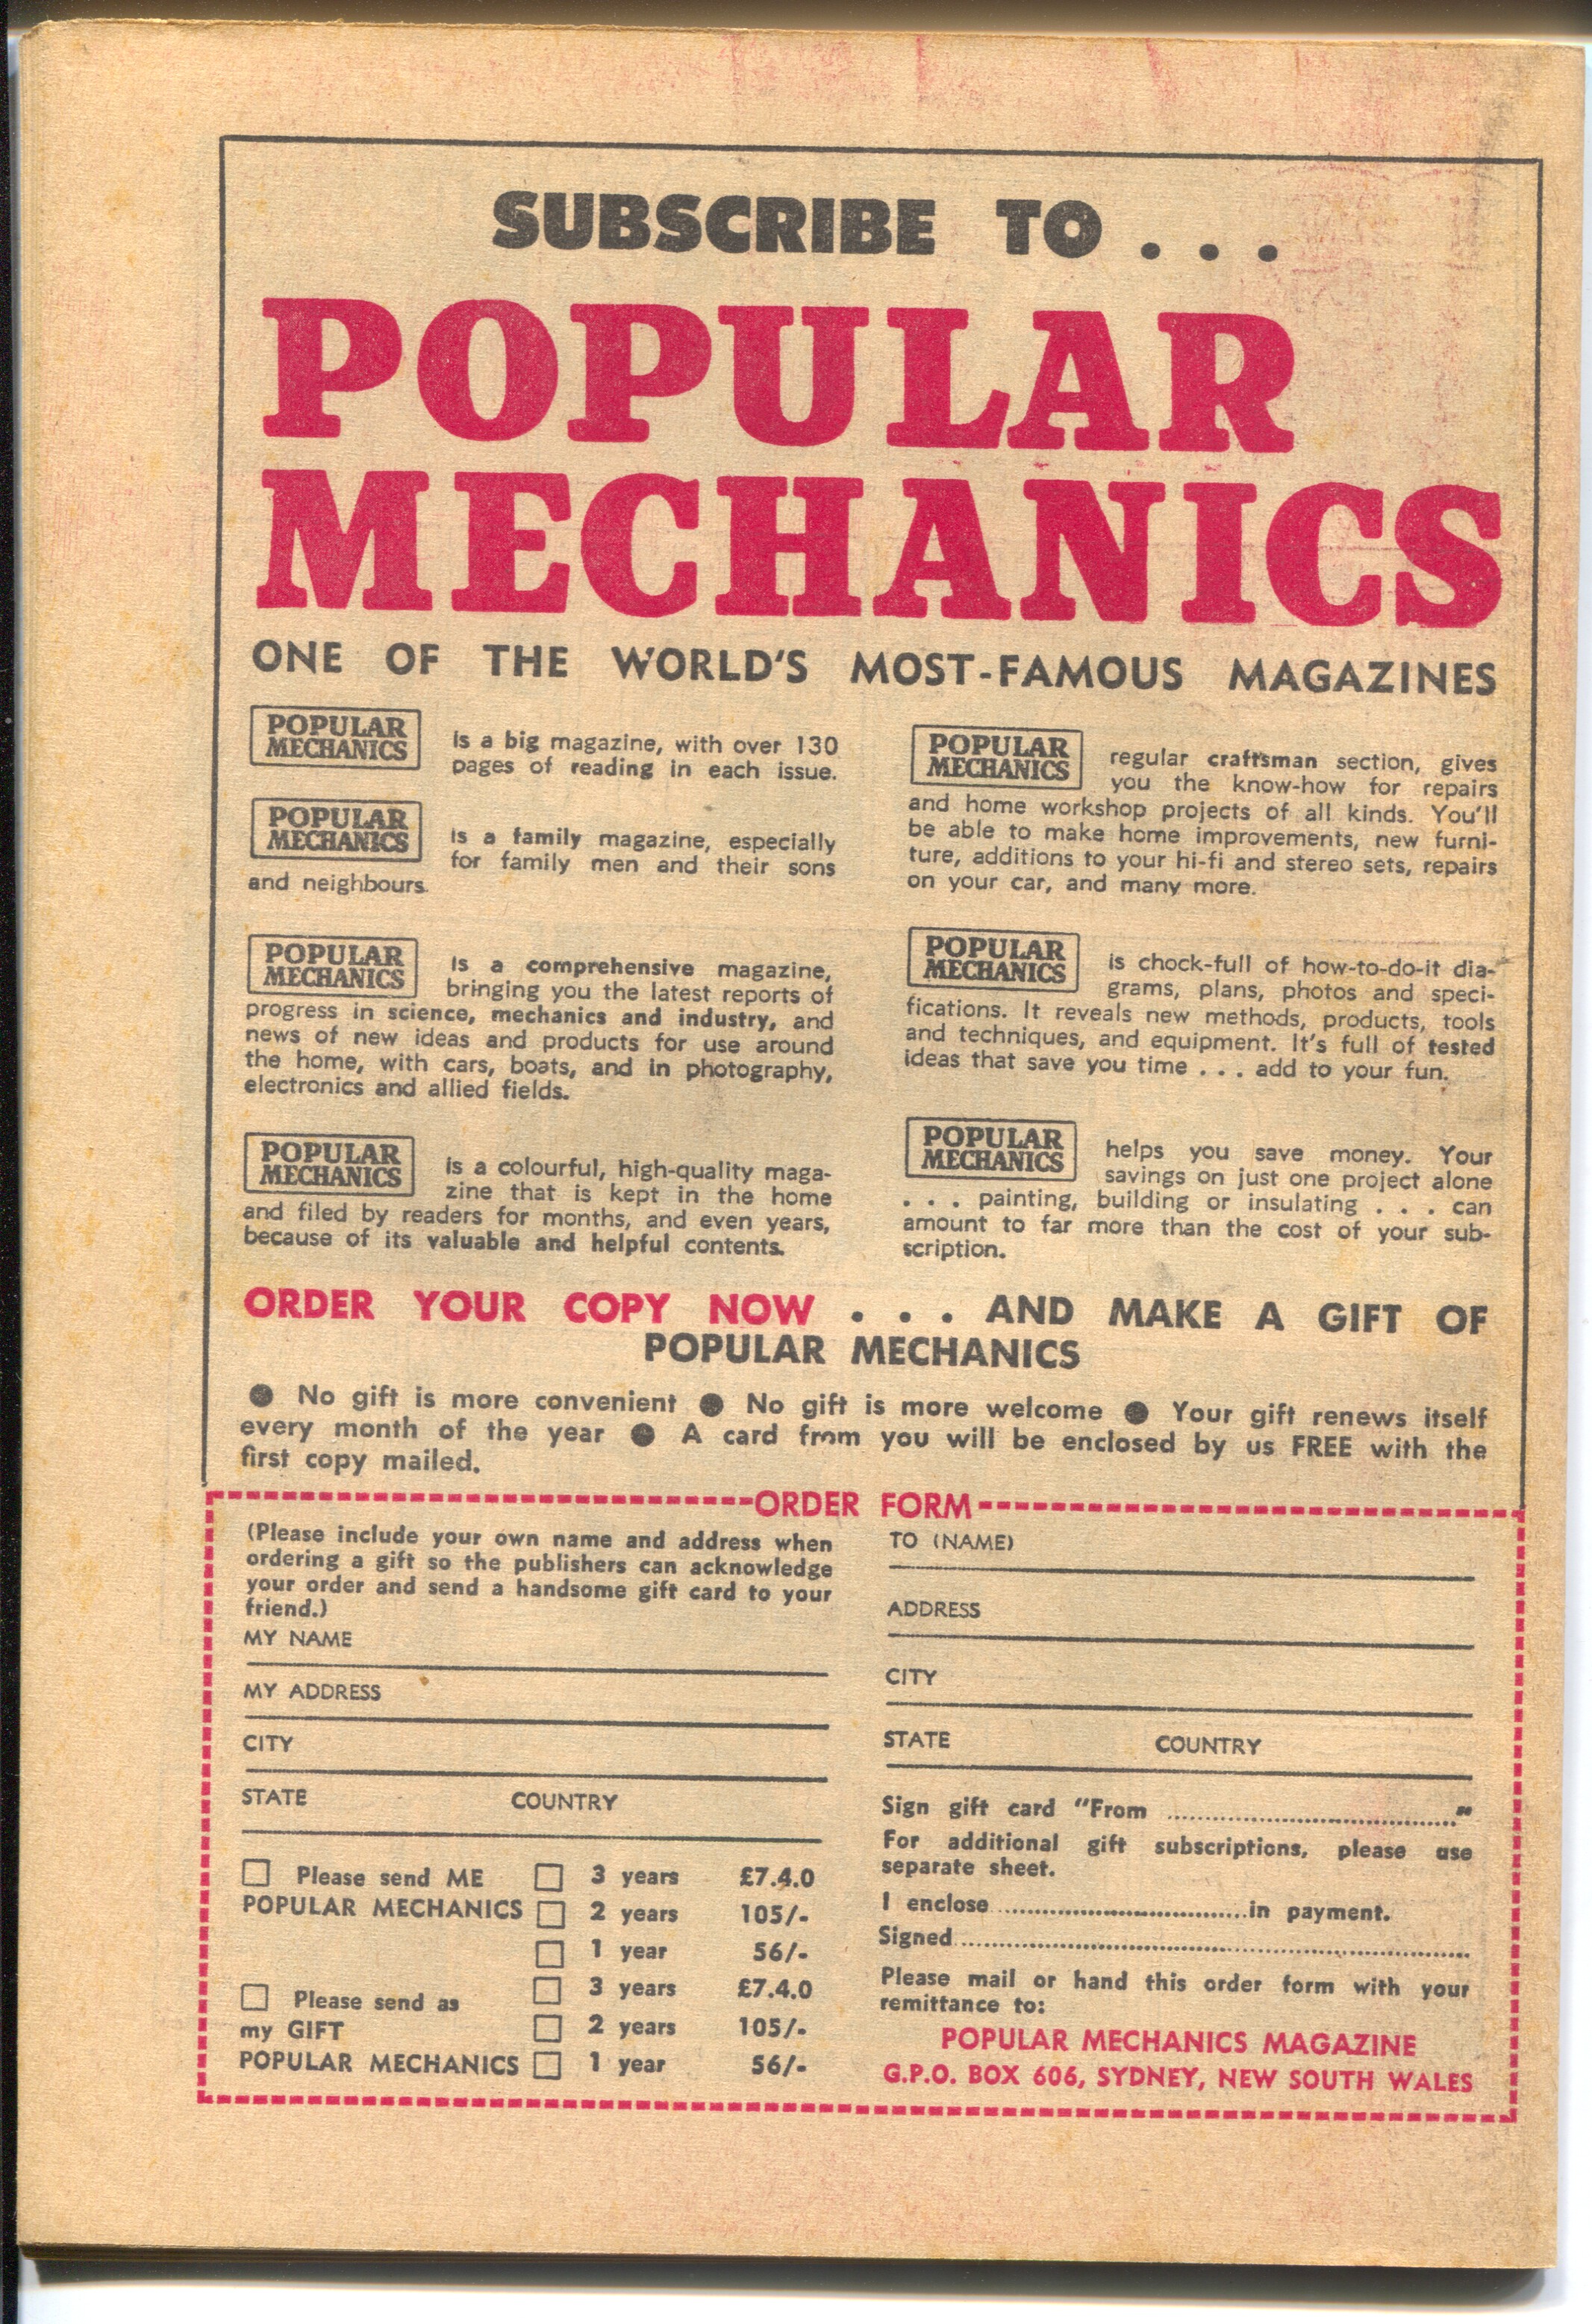 SUBSCRIBE TO . . .
POPULAR
MECHANICS
ONE OF THE WORLD'S MOST-FAMOUS MAGAZINES
POPULAR
MECHANICS
is a big magazine, with over 130
pages of reading in each issue.
POPULAR
MECHANICS
is a family magazine, especially
for family men and their sons
and neighbours.
POPULAR
MECHANICS
is a comprehensive magazine,
bringing you the latest reports of
progress in science, mechanics and industry, and
news of new ideas and products for use around
the home, with cars, boats, and in photography,
electronics and allied fields.
POPULAR
MECHANICS
is a colourful, high-quality maga-
zine that is kept in the home
and filed by readers for months, and even years,
because of its valuable and helpful contents.
POPULAR
MECHANICS
regular craftsman section, gives
you the know-how for repairs
and home workshop projects of all kinds. You'll
be able to make home improvements, new furni-
ture, additions to your hi-fi and stereo sets, repairs
on your car, and many more.
POPULAR
MECHANICS
is chock-full of how-to-do-it dia-
grams, plans, photos and speci-
fications. It reveals new methods, products, tools
and techniques, and equipment. It's full of tested
ideas that save you time . . . add to your fun.
POPULAR
MECHANICS
helps you save money. Your
savings on just one project alone
. . . painting, building or insulating . . . can
amount to far more than the cost of your sub-
scription.
ORDER YOUR COPY NOW . . . AND MAKE A GIFT OF
POPULAR MECHANICS
● No gift is more convenient ● No gift is more welcome ● Your gift renews itself
every month of the year ● A card from you will be enclosed by us FREE with the
first copy mailed.
ORDER FORM
(Please include your own name and address when
ordering a gift so the publishers can acknowledge
your order and send a handsome gift card to your
friend.)
MY NAME
MY ADDRESS
CITY
STATE COUNTRY
☐ Please send ME ☐ 3 years £7.4.0
POPULAR MECHANICS ☐ 2 years 105/-
☐ 1 year 56/-
☐ 3 years £7.4.0
☐ Please send as
my GIFT ☐ 2 years 105/-
POPULAR MECHANICS ☐ 1 year 56/-
TO (NAME)
ADDRESS
CITY
STATE COUNTRY
Sign gift card "From ........................................"
For additional gift subscriptions, please use
separate sheet.
I enclose ................................... in payment.
Signed ........................................................................
Please mail or hand this order form with your
remittance to:
POPULAR MECHANICS MAGAZINE
G.P.O. BOX 606, SYDNEY, NEW SOUTH WALES